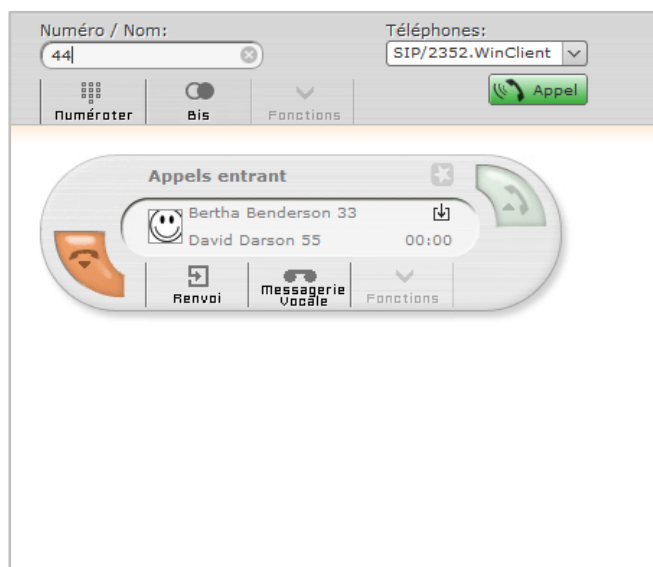 Numéro / Nom:
Téléphones:
44
SIP/2352.WinClient
Numéroter
Bis
Fonctions
Appel
Appels entrant
Bertha Benderson 33
David Darson 55
00:00
Renvoi
Messagerie
Vocale
Fonctions